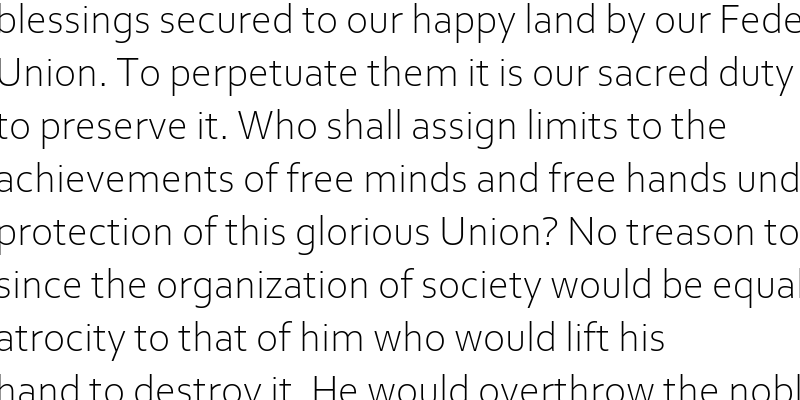 blessings secured to our happy land by our Fede
Union. To perpetuate them it is our sacred duty
to preserve it. Who shall assign limits to the
achievements of free minds and free hands und
protection of this glorious Union? No treason to
since the organization of society would be equal
atrocity to that of him who would lift his
hand to destroy it. He would overthrow the nobl